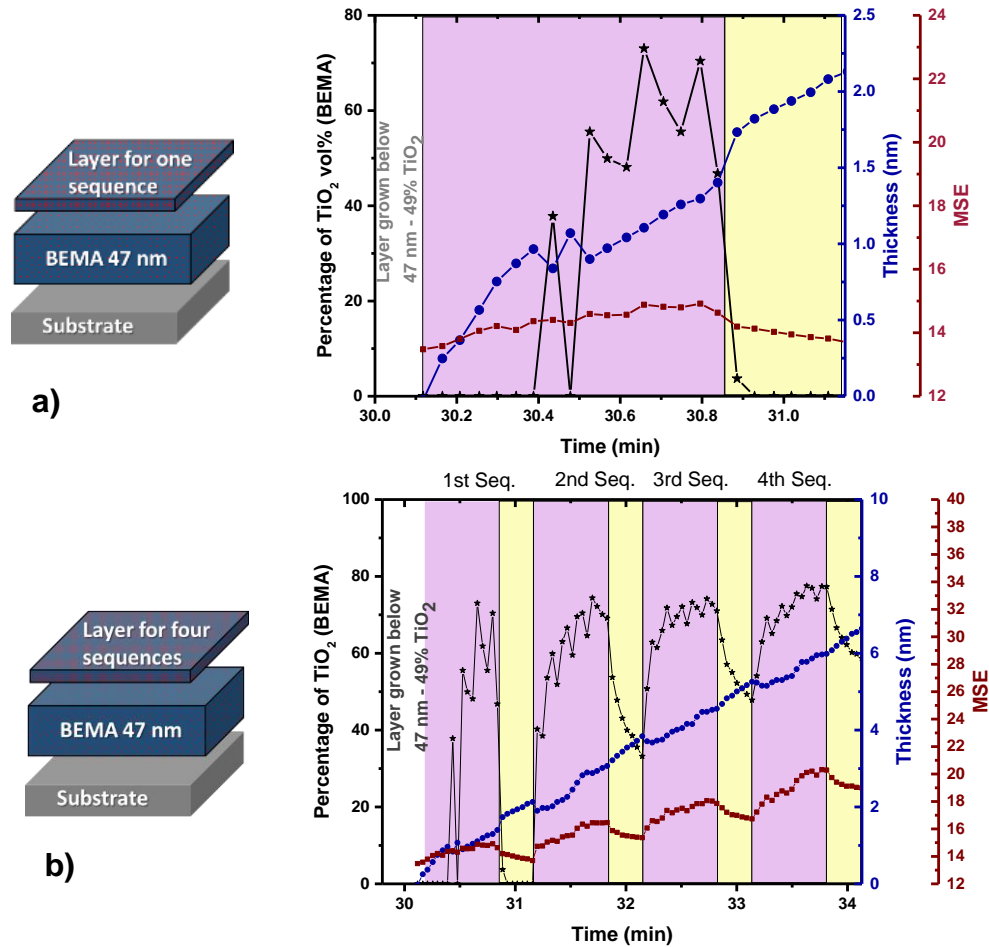 Layer for one
sequence
BEMA 47 nm
Substrate
a)
Percentage of TiO2 vol% (BEMA)
80
60
40
20
0
Layer grown below
47 nm - 49% TiO2
2.5
2.0
1.5
1.0
0.5
0.0
Thickness (nm)
24
22
20
18
16
14
12
MSE
30.0
30.2
30.4
30.6
30.8
31.0
Time (min)
Layer for four
sequences
BEMA 47 nm
Substrate
b)
1st Seq.
2nd Seq.
3rd Seq.
4th Seq.
Percentage of TiO2 (BEMA)
100
80
60
40
20
0
Layer grown below
47 nm - 49% TiO2
10
8
6
4
2
0
Thickness (nm)
40
38
36
34
32
30
28
26
24
22
20
18
16
14
12
MSE
30
31
32
33
34
Time (min)